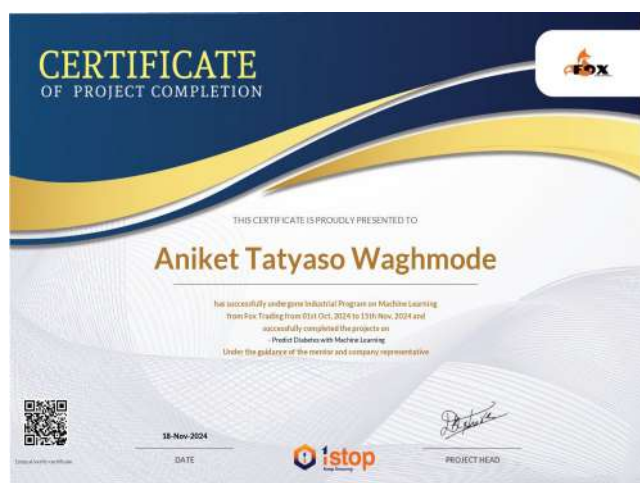 CERTIFICATE
OF PROJECT COMPLETION
FOX
THIS CERTIFICATE IS PROUDLY PRESENTED TO
Aniket Tatyaso Waghmode
has successfully undergone Industrial Program on Machine Learning
from Fox Trading from 01st Oct, 2024 to 15th Nov, 2024 and
successfully completed the projects on
- Predict Diabetes with Machine Learning
Under the guidance of the mentor and company representative
18-Nov-2024
DATE
1stop
PROJECT HEAD